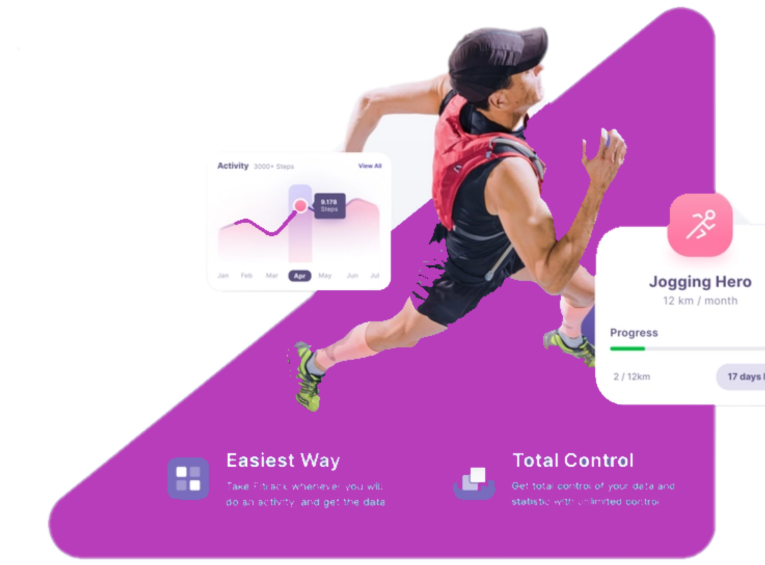 Activity 3000+ Steps View All
9.178
Steps
Jan Feb Mar Apr May Jun Jul
Jogging Hero
12 km / month
Progress
2 / 12km 17 days
Easiest Way
Take Fitrack whenever you will
do an activity, and get the data
Total Control
Get total control of your data and
statistic with unlimited control